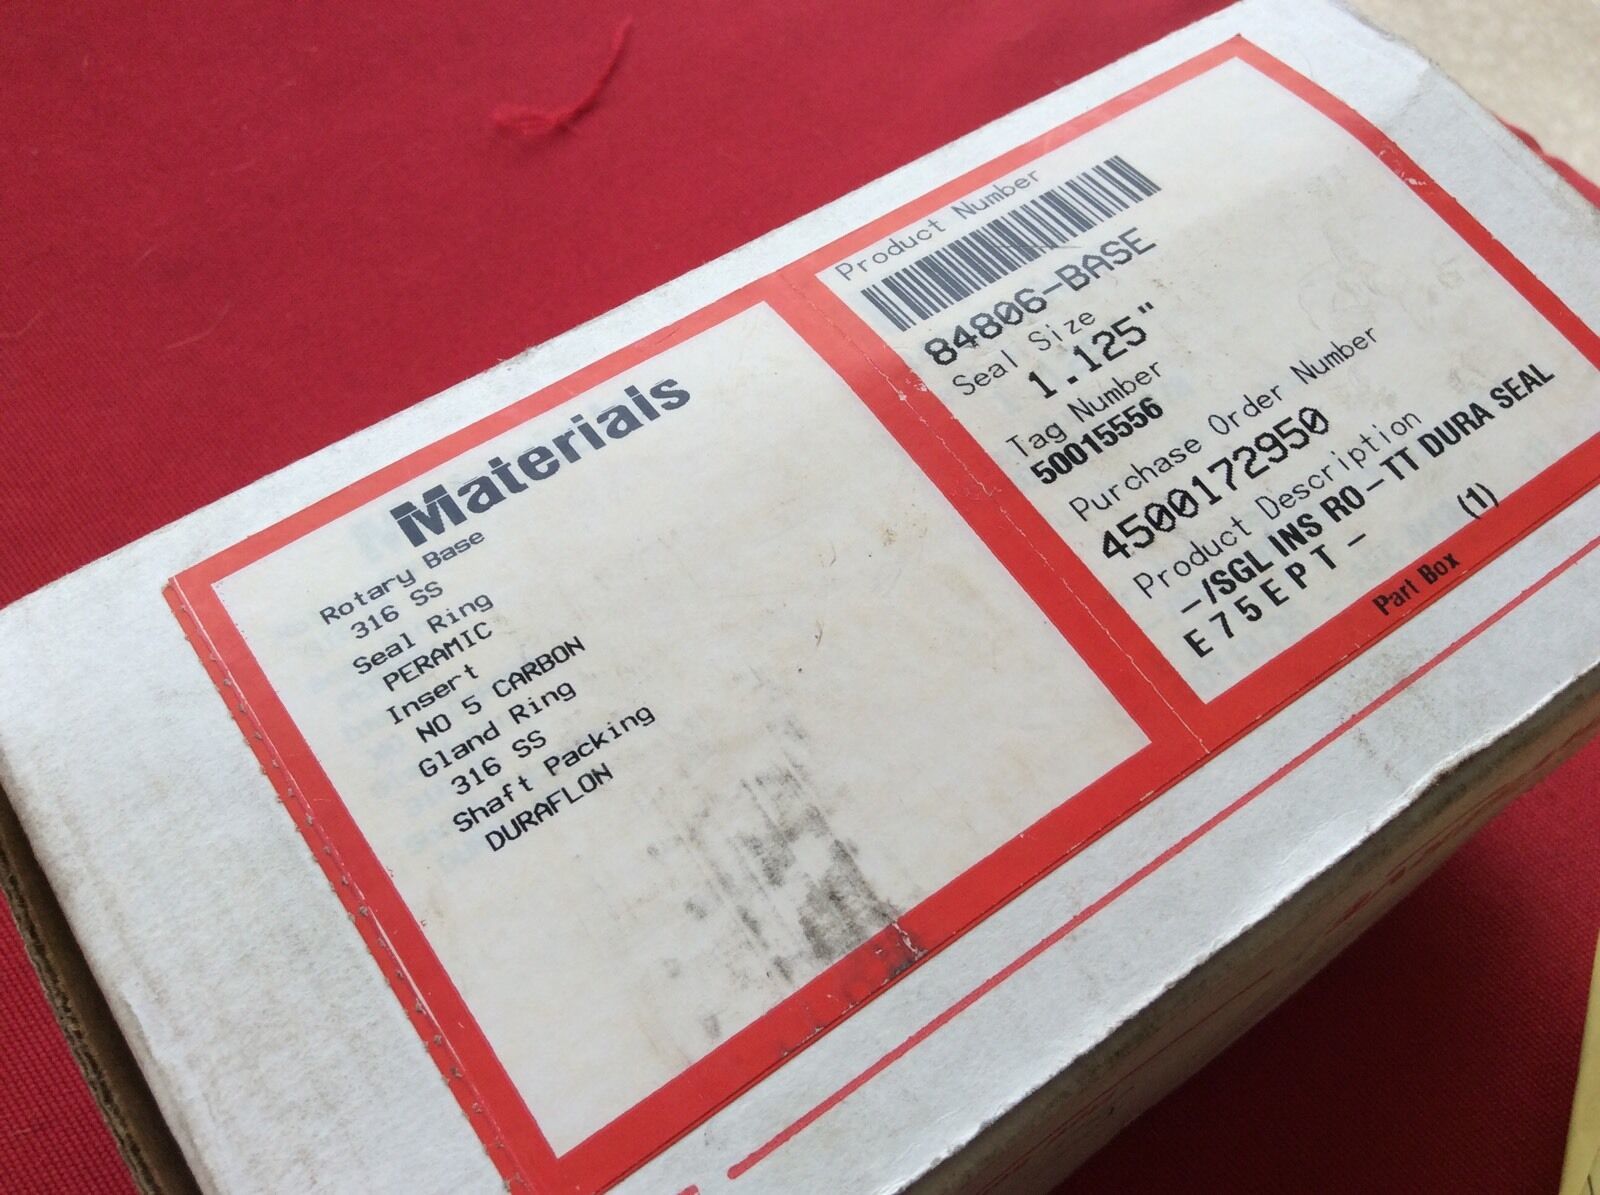 Materials
Rotary Base
316 SS
Seal Ring
PERAMIC
Insert
NO 5 CARBON
Gland Ring
316 SS
Shaft Packing
DURAFLON
Product Number
84806-BASE
Seal Size
1.125"
Tag Number
50015556
Purchase Order Number
4500172950
Product Description
-/SGL INS RO-TT DURA SEAL
E 7 5 E P T - (1)
Part Box